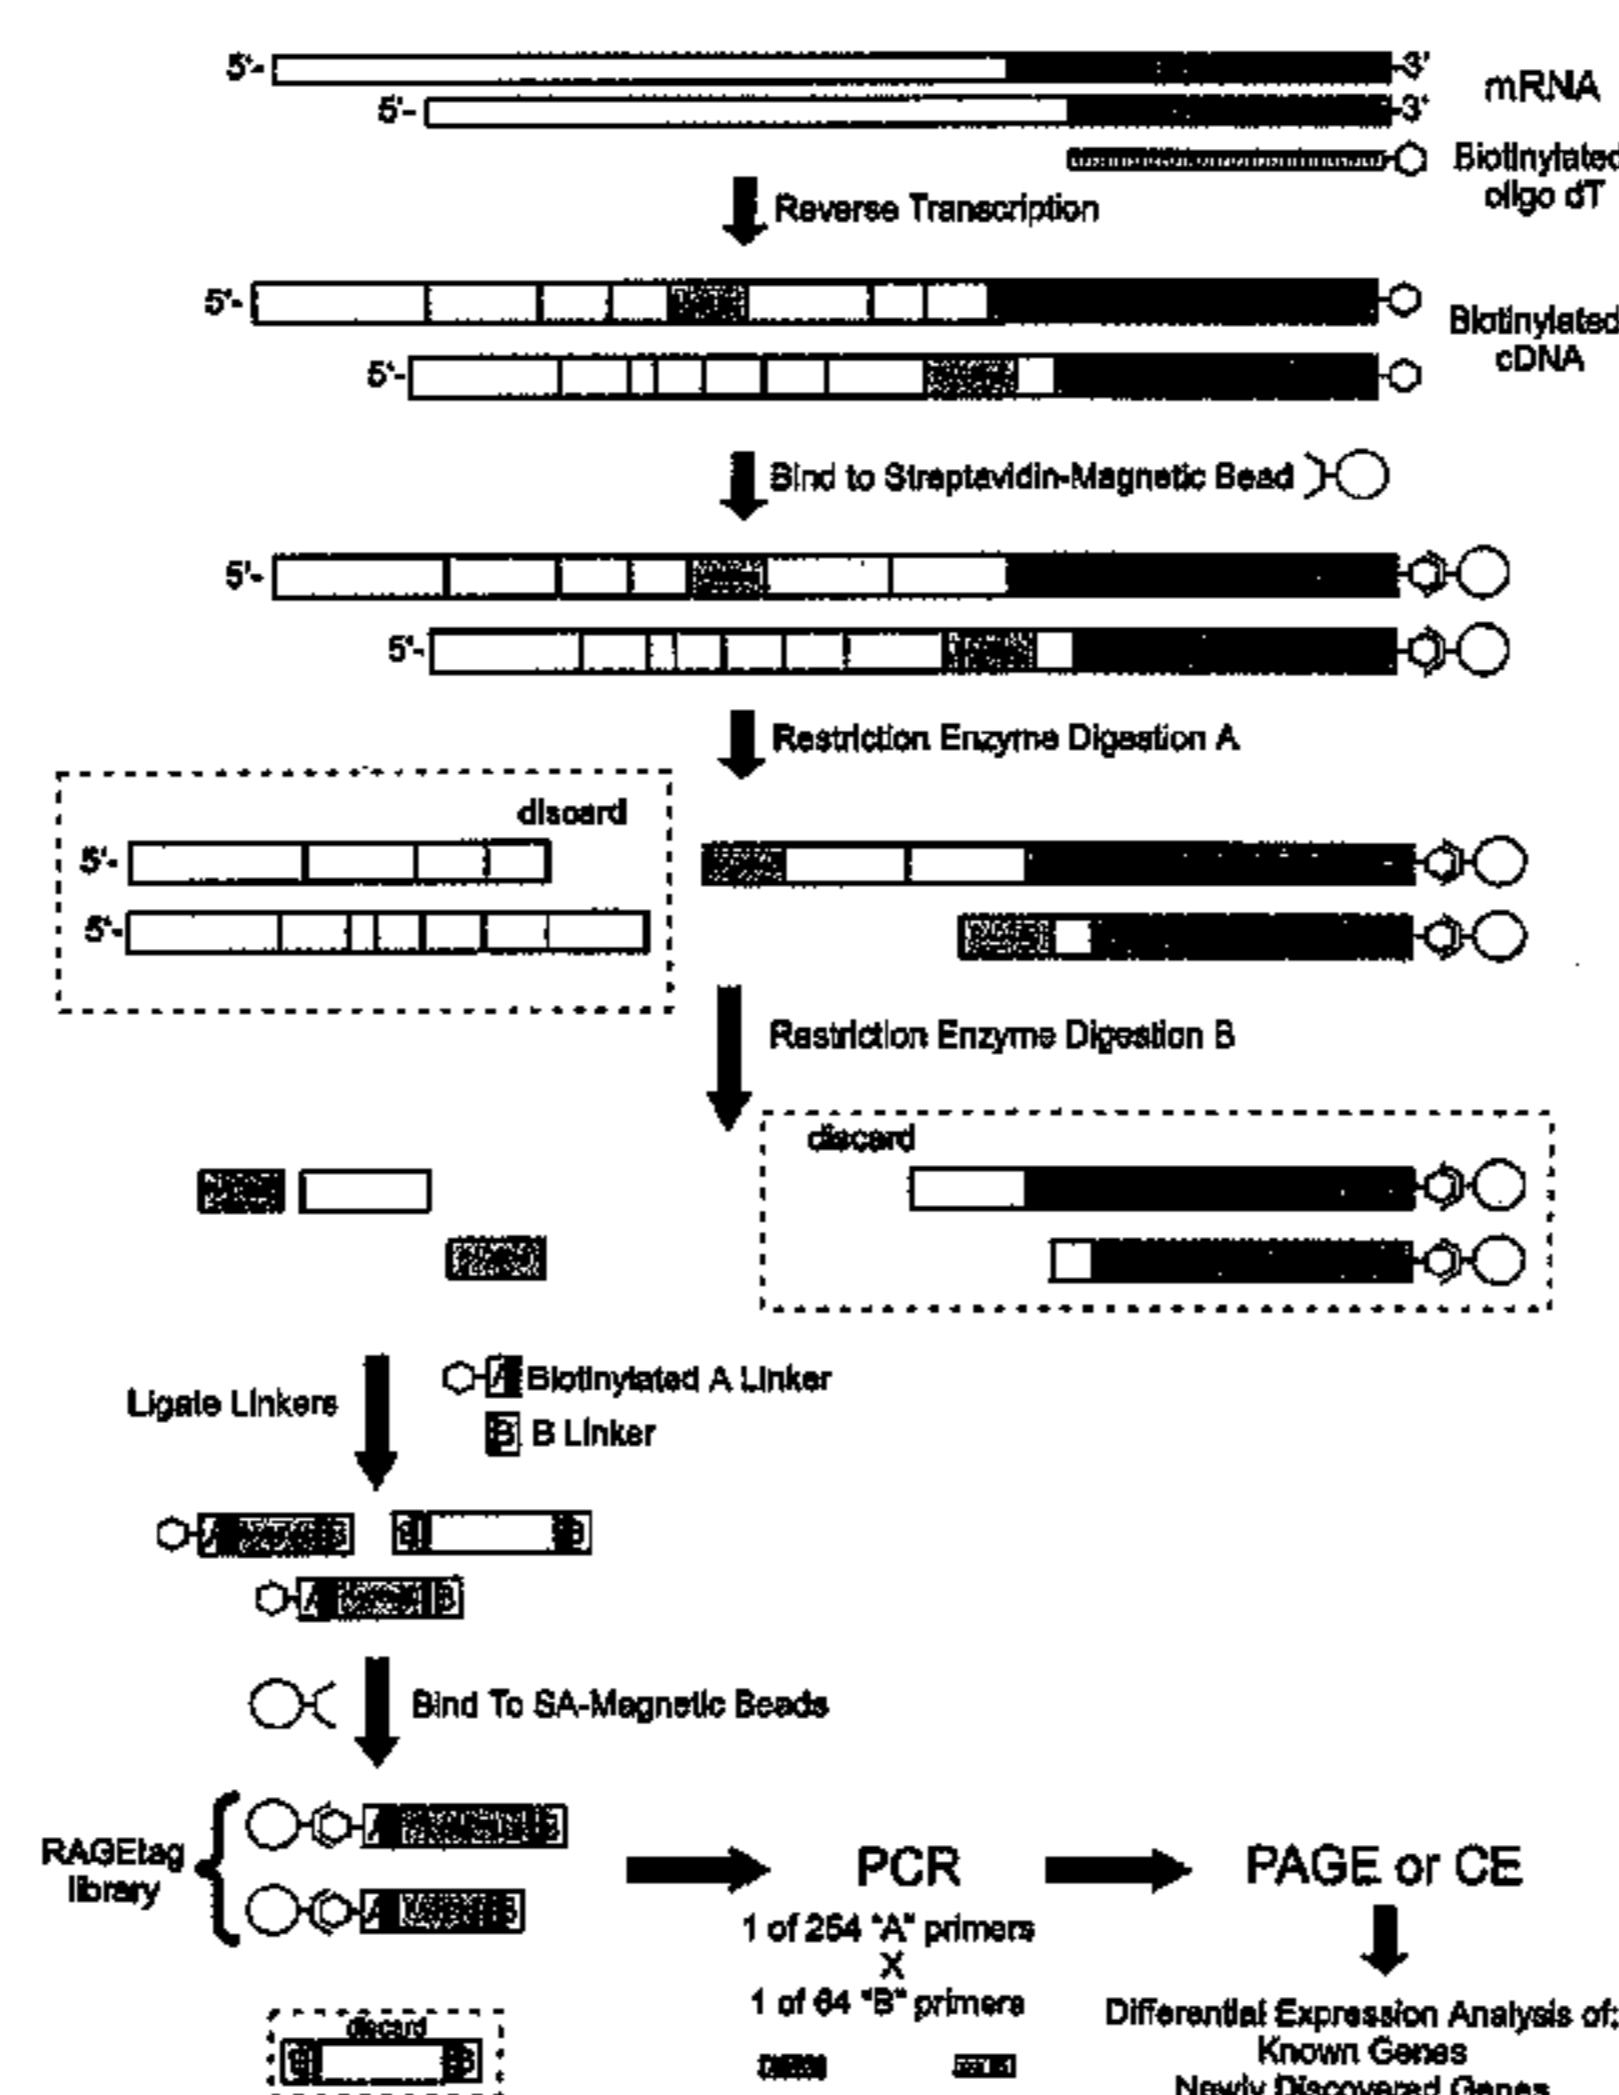 5'-
3'
mRNA
5'-
3'
Biotinylated
oligo dT
Reverse Transcription
5'-
Biotinylated
cDNA
5'-
Bind to Streptavidin-Magnetic Bead
5'-
5'-
Restriction Enzyme Digestion A
discard
5'-
5'-
Restriction Enzyme Digestion B
discard
Ligate Linkers
A Biotinylated A Linker
B B Linker
A B
B
A B
Bind To SA-Magnetic Beads
RAGEtag
library
A
A B
PCR
PAGE or CE
1 of 254 "A" primers
X
1 of 64 "B" primers
Differential Expression Analysis of:
Known Genes
Newly Discovered Genes
discard
B